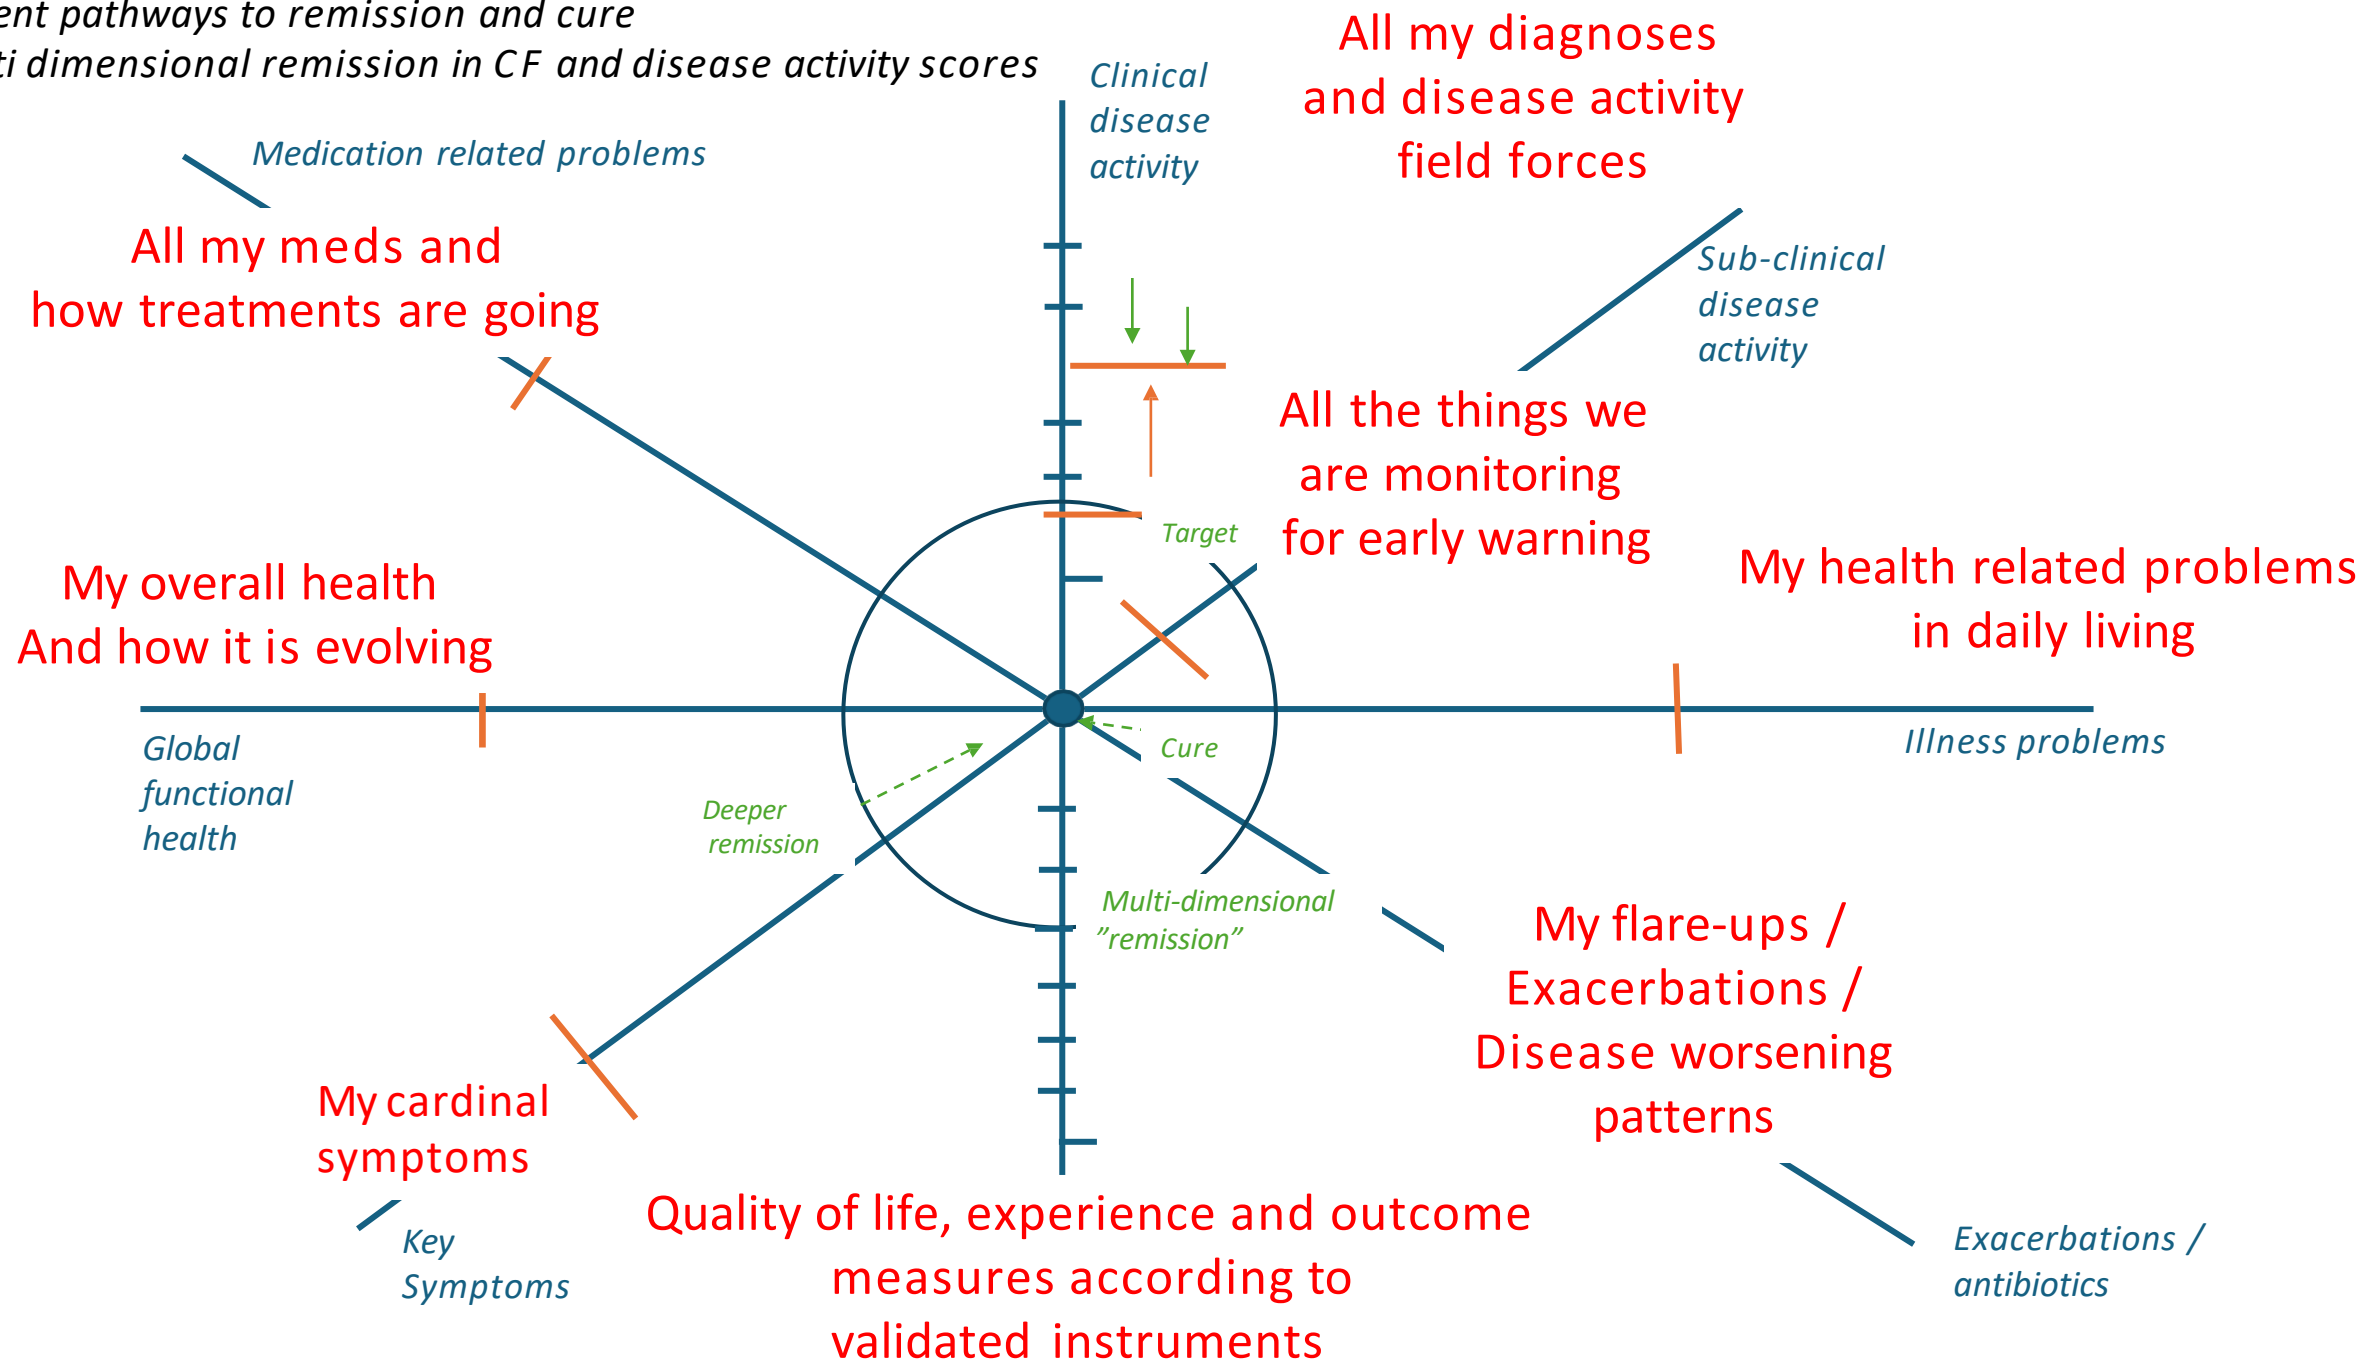 pathways to remission and cure
dimensional remission in CF and disease activity scores
Clinical
disease
activity
All my diagnoses
and disease activity
field forces
Medication related problems
All my meds and
how treatments are going
Sub-clinical
disease
activity
All the things we
are monitoring
for early warning
Target
My overall health
And how it is evolving
My health related problems
in daily living
Global
functional
health
Cure
Illness problems
Deeper
remission
Multi-dimensional
”remission”
My flare-ups /
Exacerbations /
Disease worsening
patterns
My cardinal
symptoms
Key
Symptoms
Quality of life, experience and outcome
measures according to
validated instruments
Exacerbations /
antibiotics